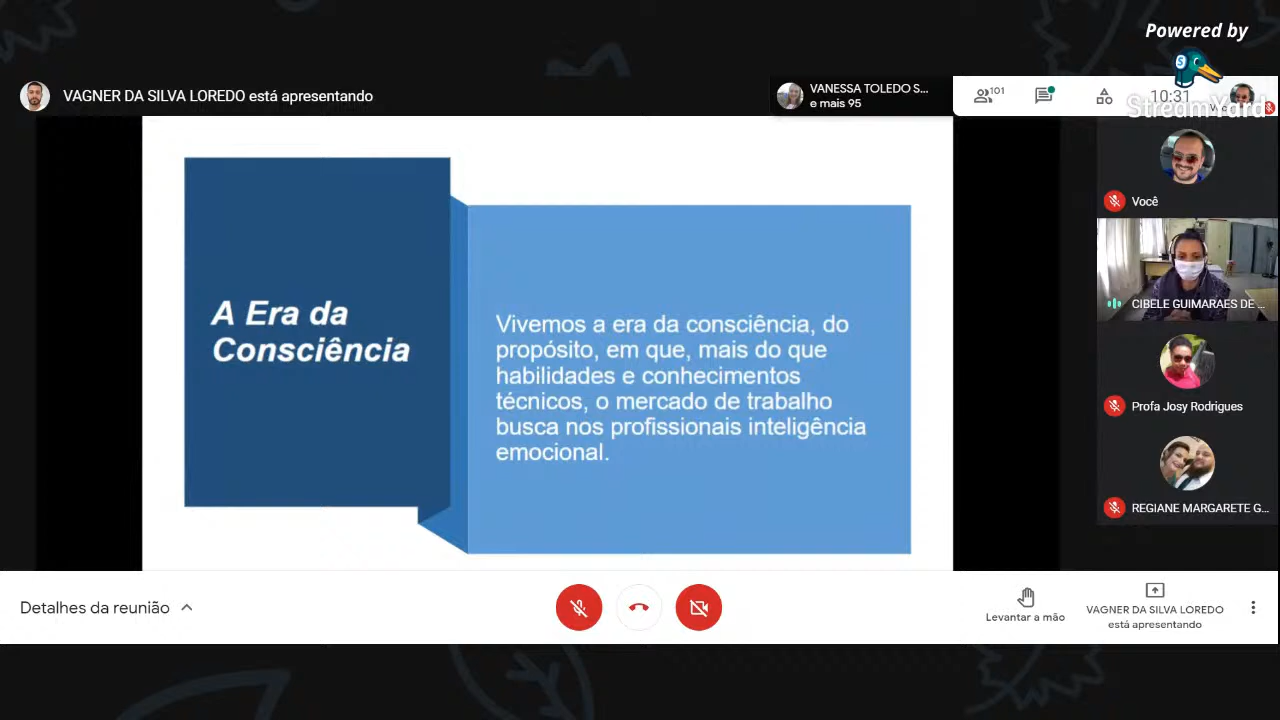 Powered by
StreamYard
VAGNER DA SILVA LOREDO está apresentando
VANESSA TOLEDO S...
e mais 95
101
10:31
A Era da
Consciência
Vivemos a era da consciência, do
propósito, em que, mais do que
habilidades e conhecimentos
técnicos, o mercado de trabalho
busca nos profissionais inteligência
emocional.
Você
CIBELE GUIMARAES DE ...
Profa Josy Rodrigues
REGIANE MARGARETE G...
Detalhes da reunião
Levantar a mão
VAGNER DA SILVA LOREDO
está apresentando